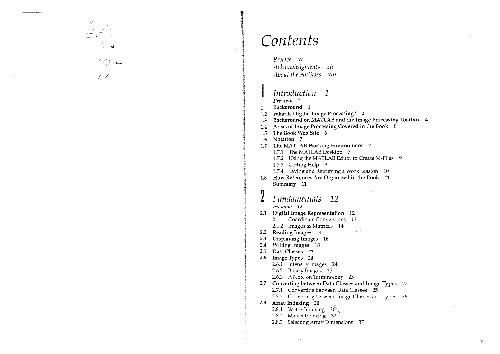 Contents
Preface xi
Acknowledgments xii
About the Authors xiii
1 Introduction 1
Preview 1
1.1 Background 1
1.2 What Is Digital Image Processing? 2
1.3 Background on MATLAB and the Image Processing Toolbox 4
1.4 Areas of Image Processing Covered in the Book 5
1.5 The Book Web Site 6
1.6 Notation 7
1.7 The MATLAB Working Environment 7
1.7.1 The MATLAB Desktop 7
1.7.2 Using the MATLAB Editor to Create M-Files 9
1.7.3 Getting Help 9
1.7.4 Saving and Retrieving a Work Session 10
1.8 How References Are Organized in the Book 11
Summary 11
2 Fundamentals 12
Preview 12
2.1 Digital Image Representation 12
2.1.1 Coordinate Conventions 13
2.1.2 Images as Matrices 14
2.2 Reading Images 14
2.3 Displaying Images 16
2.4 Writing Images 18
2.5 Data Classes 23
2.6 Image Types 24
2.6.1 Intensity Images 24
2.6.2 Binary Images 25
2.6.3 A Note on Terminology 25
2.7 Converting between Data Classes and Image Types 25
2.7.1 Converting between Data Classes 25
2.7.2 Converting between Image Classes and Types 26
2.8 Array Indexing 30
2.8.1 Vector Indexing 30
2.8.2 Matrix Indexing 32
2.8.3 Selecting Array Dimensions 37